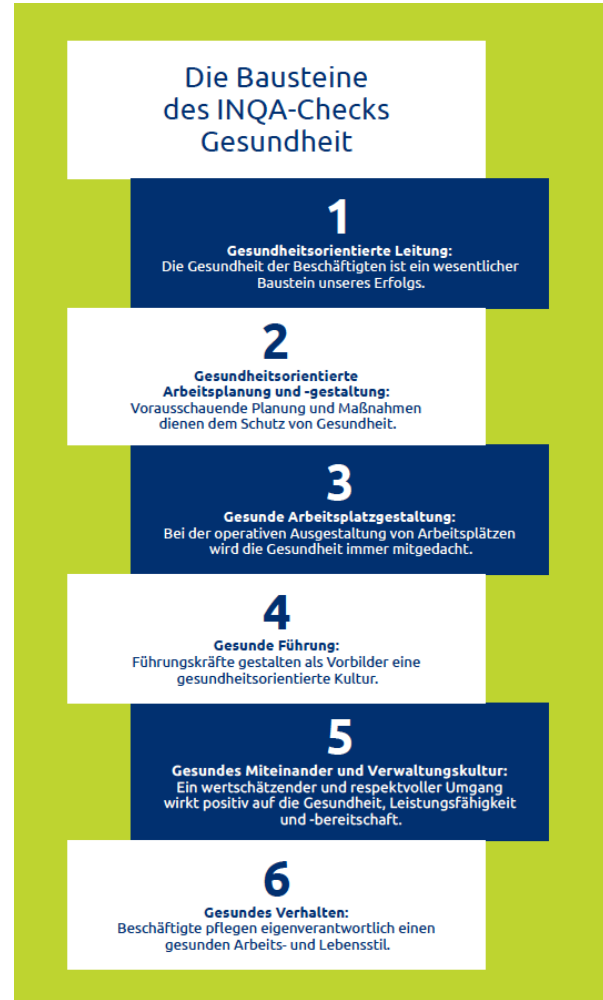 Die Bausteine
des INQA-Checks
Gesundheit
1
Gesundheitsorientierte Leitung:
Die Gesundheit der Beschäftigten ist ein wesentlicher
Baustein unseres Erfolgs.
2
Gesundheitsorientierte
Arbeitsplanung und -gestaltung:
Vorausschauende Planung und Maßnahmen
dienen dem Schutz von Gesundheit.
3
Gesunde Arbeitsplatzgestaltung:
Bei der operativen Ausgestaltung von Arbeitsplätzen
wird die Gesundheit immer mitgedacht.
4
Gesunde Führung:
Führungskräfte gestalten als Vorbilder eine
gesundheitsorientierte Kultur.
5
Gesundes Miteinander und Verwaltungskultur:
Ein wertschätzender und respektvoller Umgang
wirkt positiv auf die Gesundheit, Leistungsfähigkeit
und -bereitschaft.
6
Gesundes Verhalten:
Beschäftigte pflegen eigenverantwortlich einen
gesunden Arbeits- und Lebensstil.